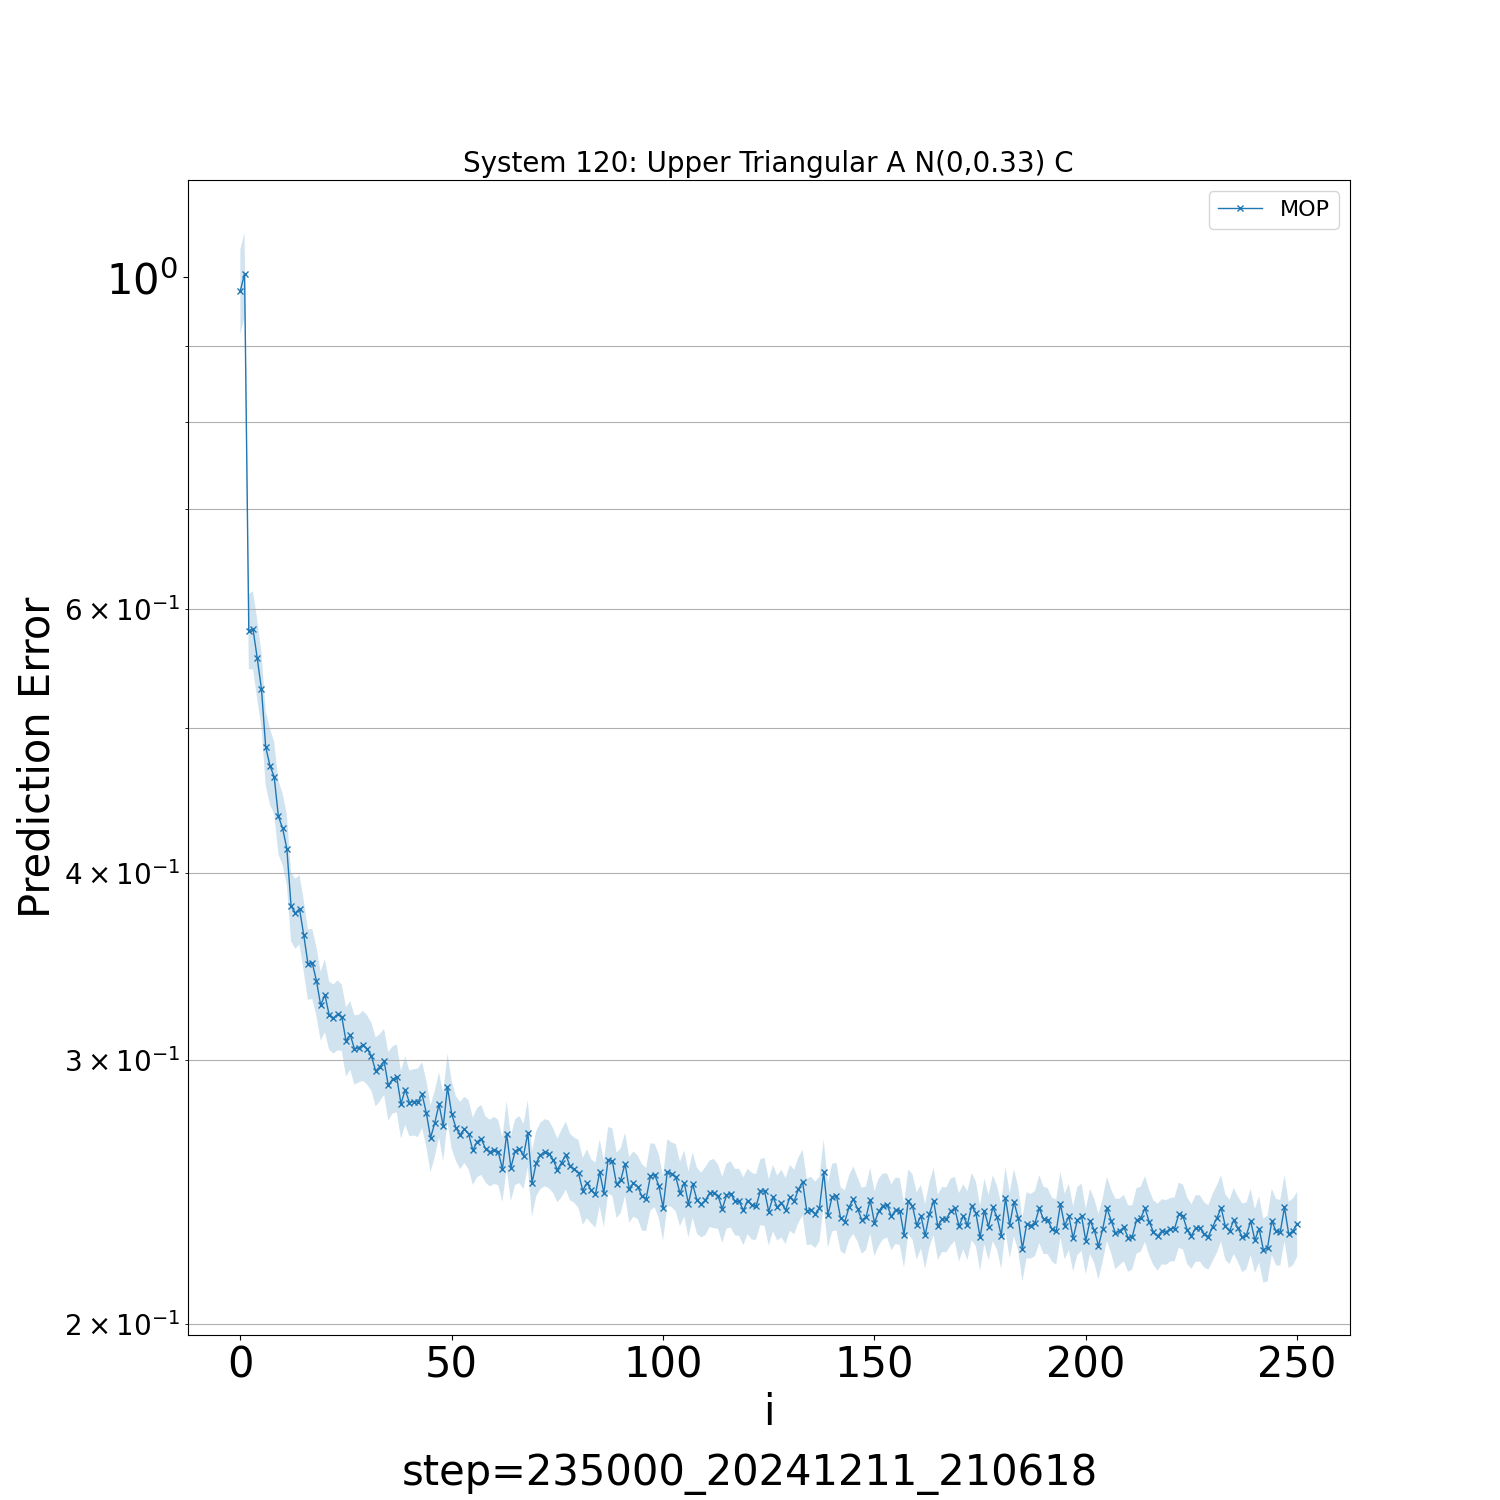 System 120: Upper Triangular A N(0,0.33) C
MOP
10⁰
6 × 10⁻¹
4 × 10⁻¹
3 × 10⁻¹
2 × 10⁻¹
Prediction Error
0 50 100 150 200 250
i
step=235000_20241211_210618